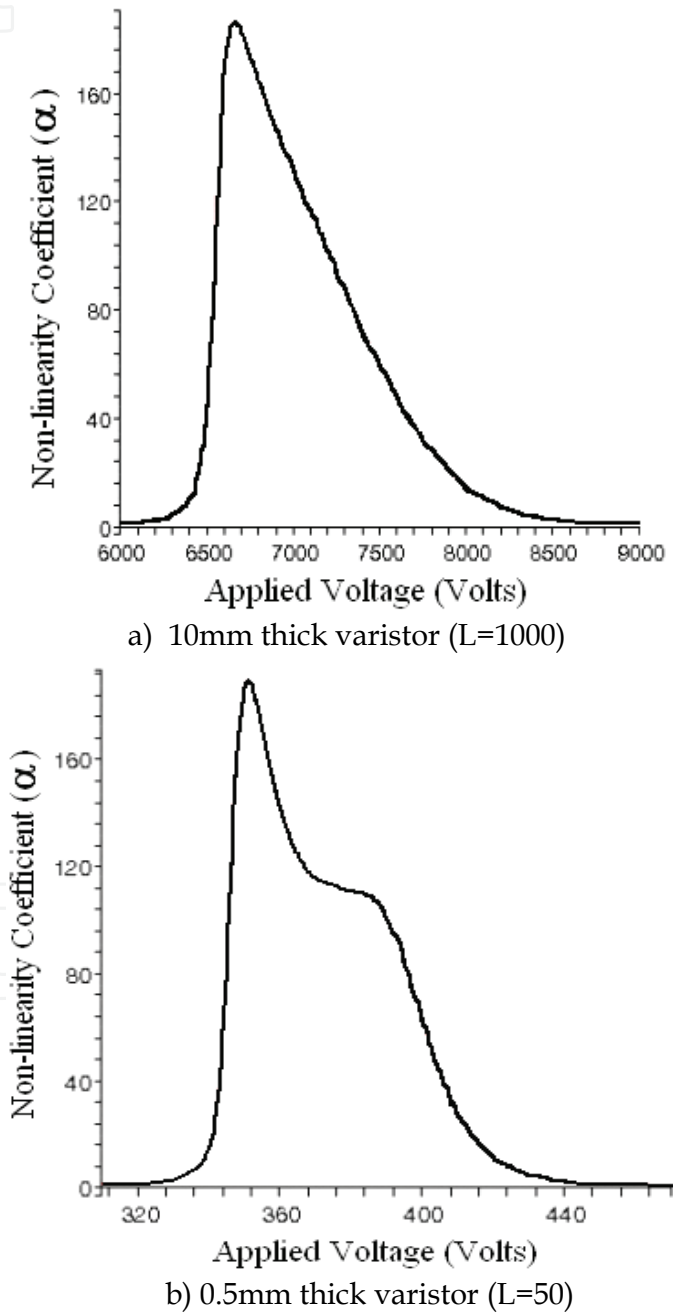 Non-linearity Coefficient (α)
160
120
80
40
0
6000 6500 7000 7500 8000 8500 9000
Applied Voltage (Volts)
a) 10mm thick varistor (L=1000)
Non-linearity Coefficient (α)
160
120
80
40
0
320 360 400 440
Applied Voltage (Volts)
b) 0.5mm thick varistor (L=50)